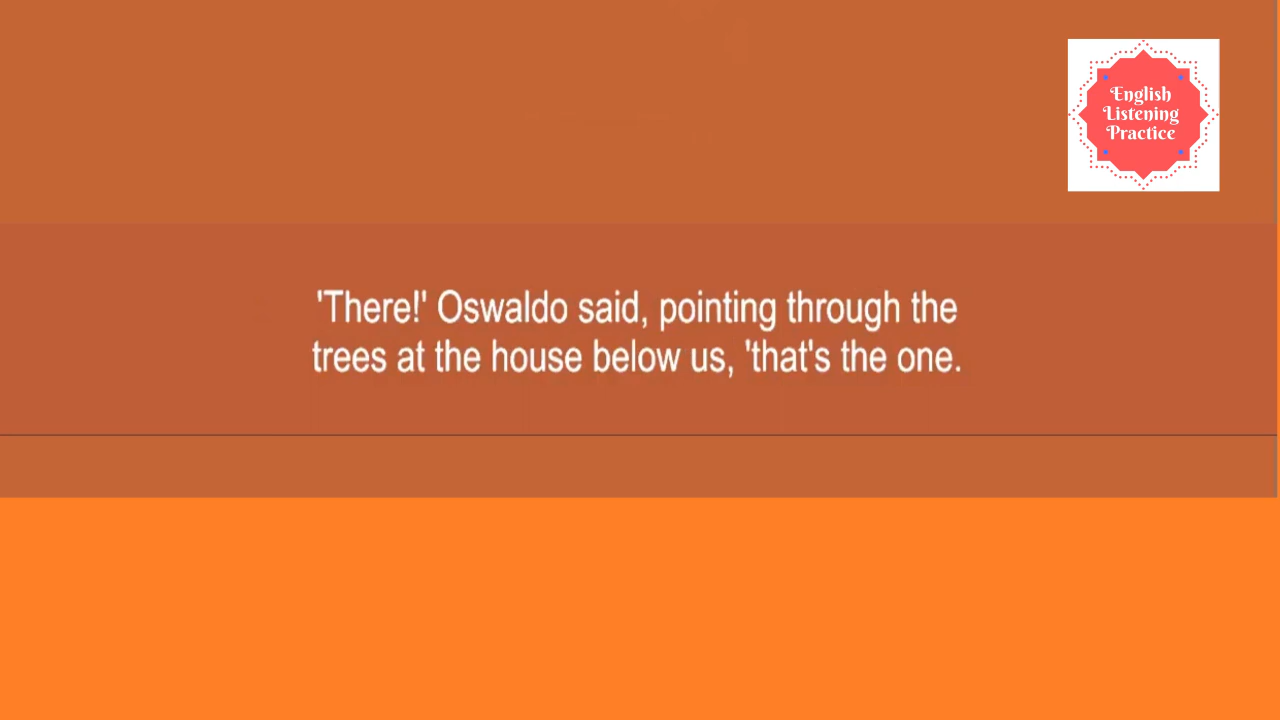 English
Listening
Practice
'There!' Oswaldo said, pointing through the
trees at the house below us, 'that's the one.